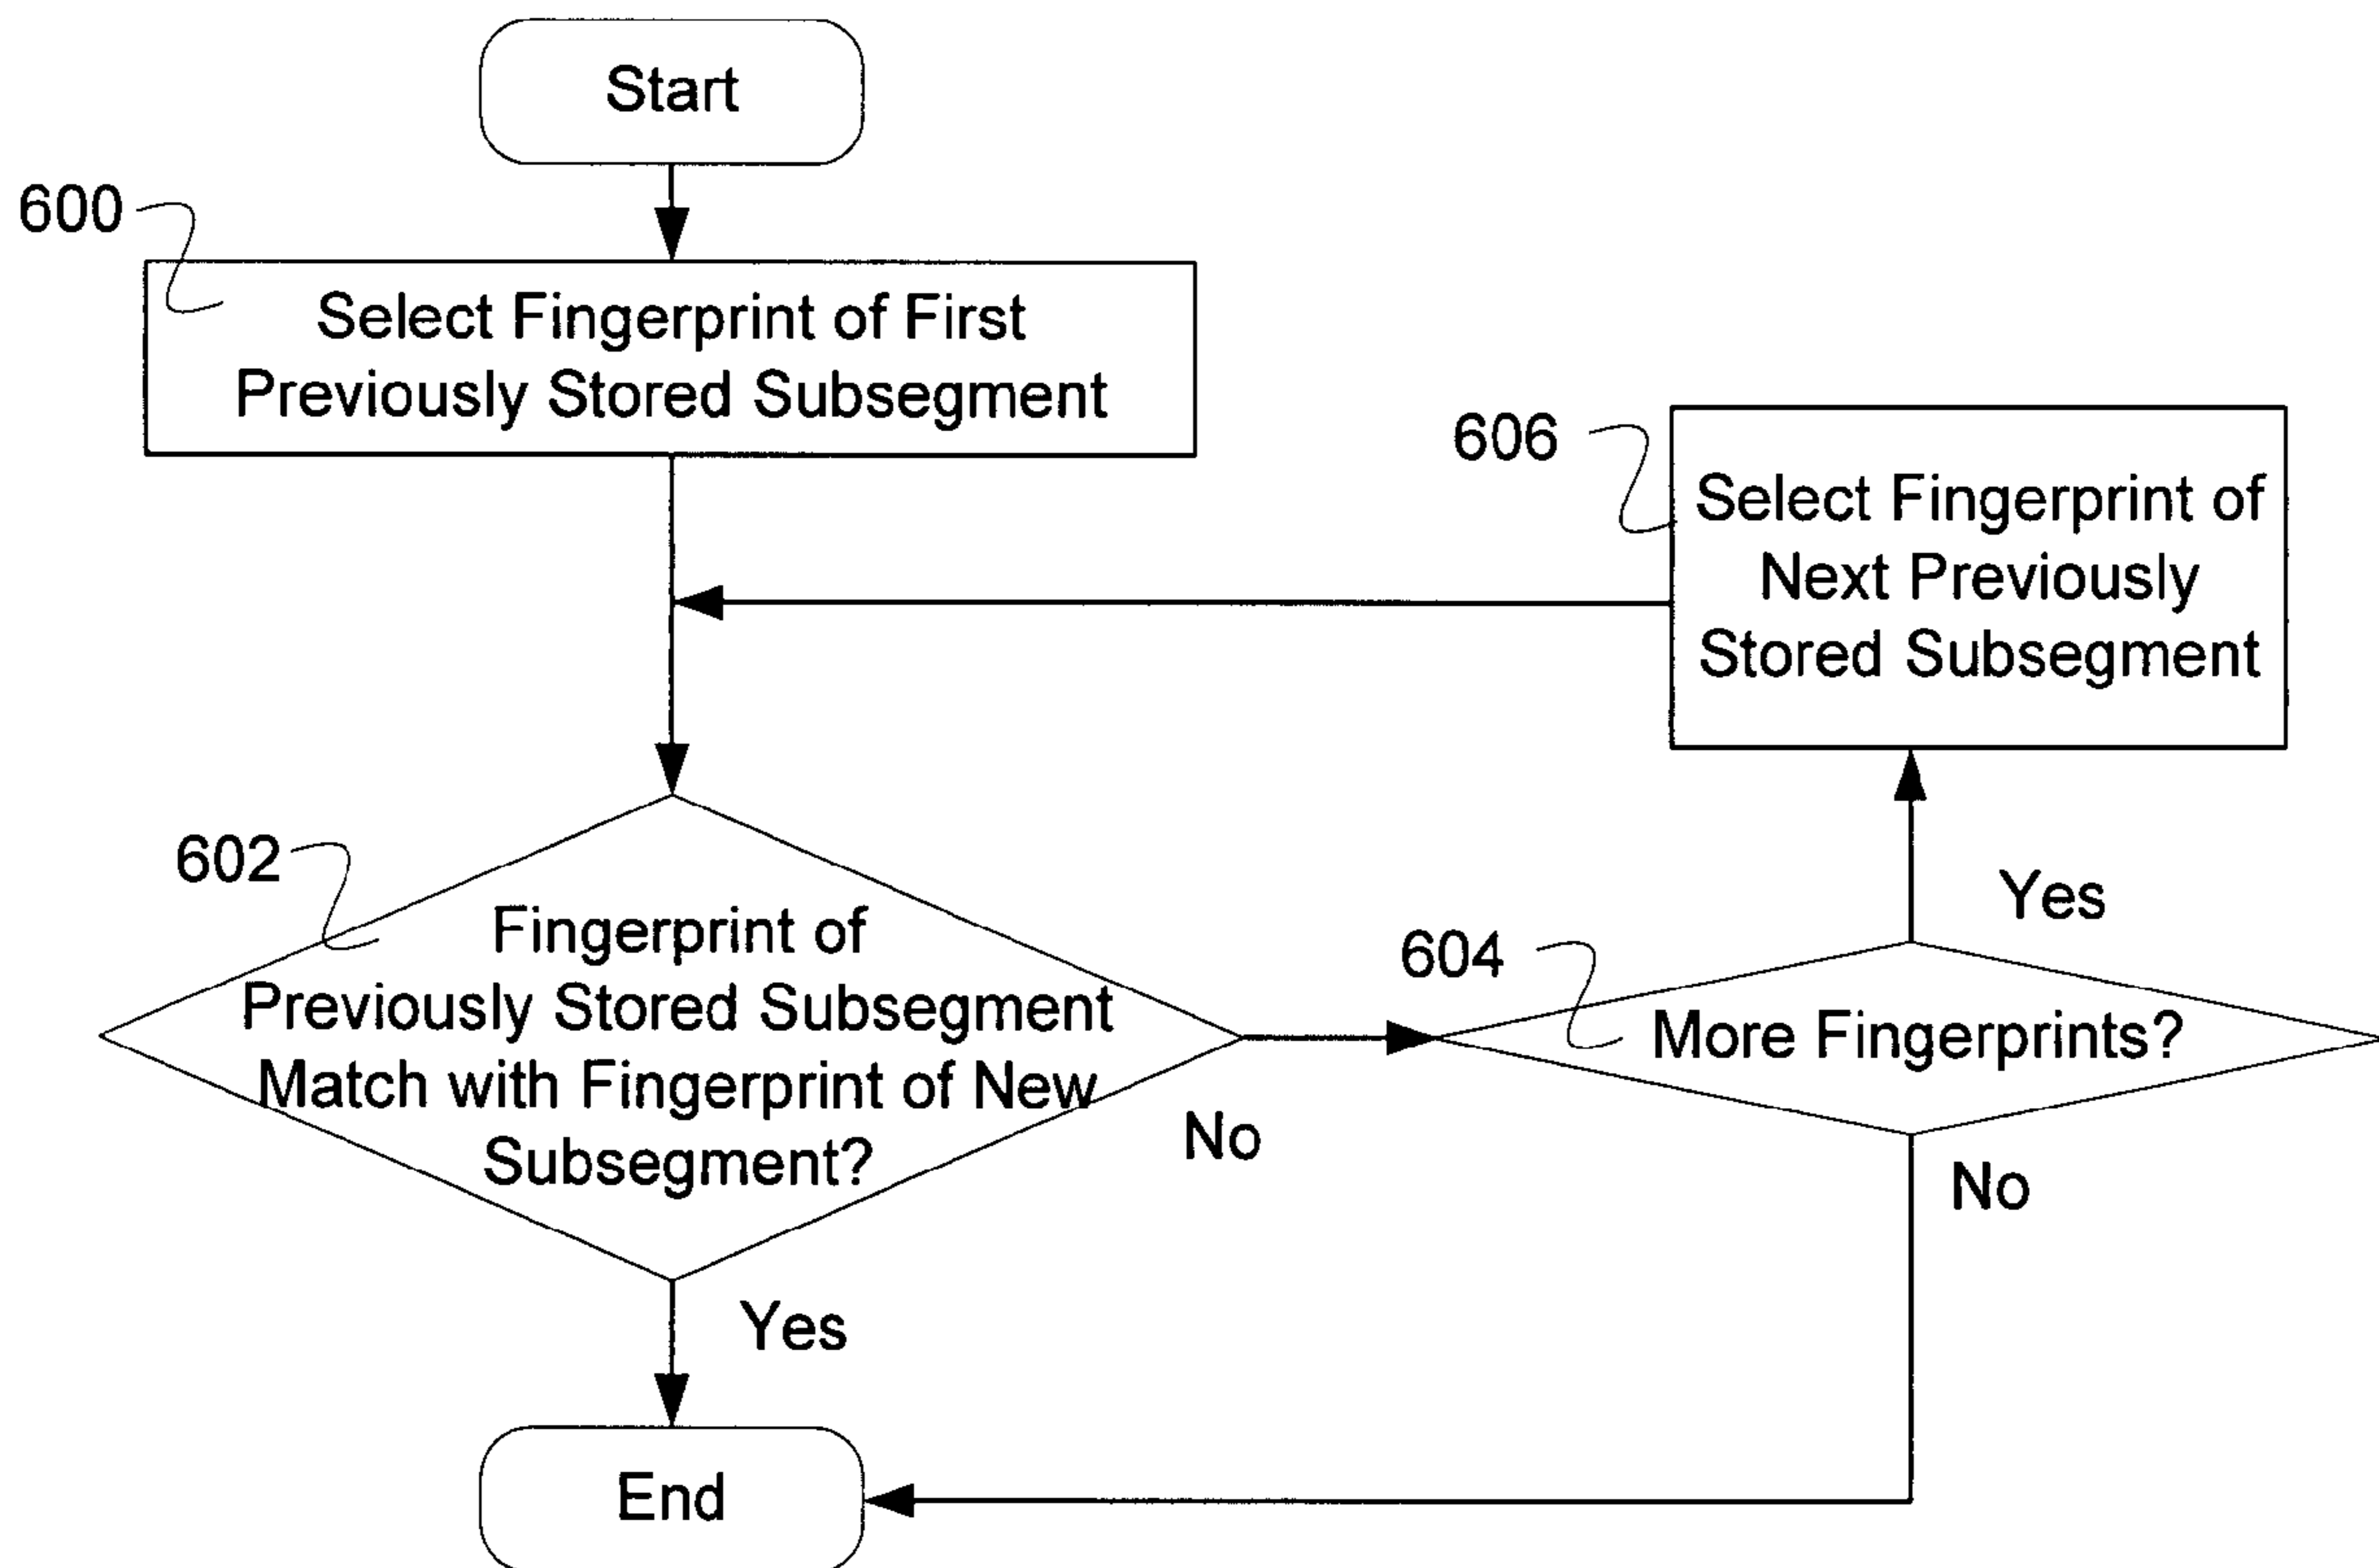 Start
600
Select Fingerprint of First
Previously Stored Subsegment
606
Select Fingerprint of
Next Previously
Stored Subsegment
602
Fingerprint of
Previously Stored Subsegment
Match with Fingerprint of New
Subsegment?
No
604
More Fingerprints?
Yes
No
Yes
End